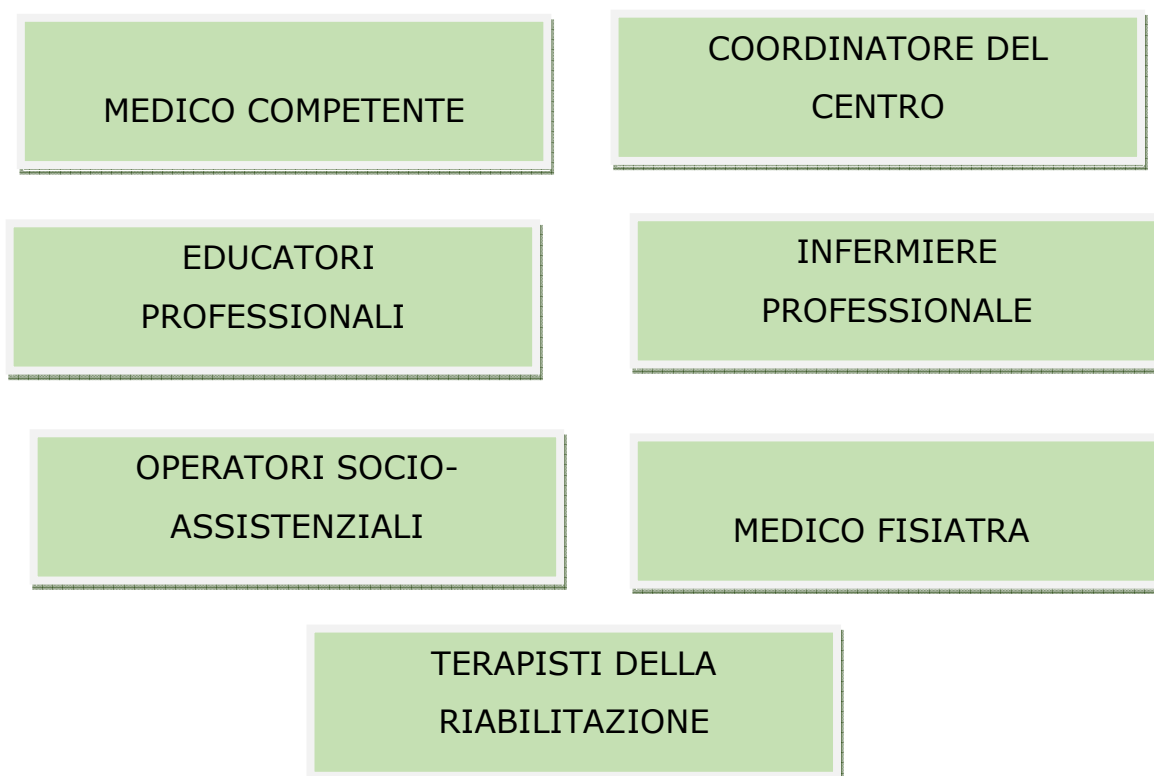 MEDICO COMPETENTE
COORDINATORE DEL
CENTRO
EDUCATORI
PROFESSIONALI
INFERMIERE
PROFESSIONALE
OPERATORI SOCIO-
ASSISTENZIALI
MEDICO FISIATRA
TERAPISTI DELLA
RIABILITAZIONE